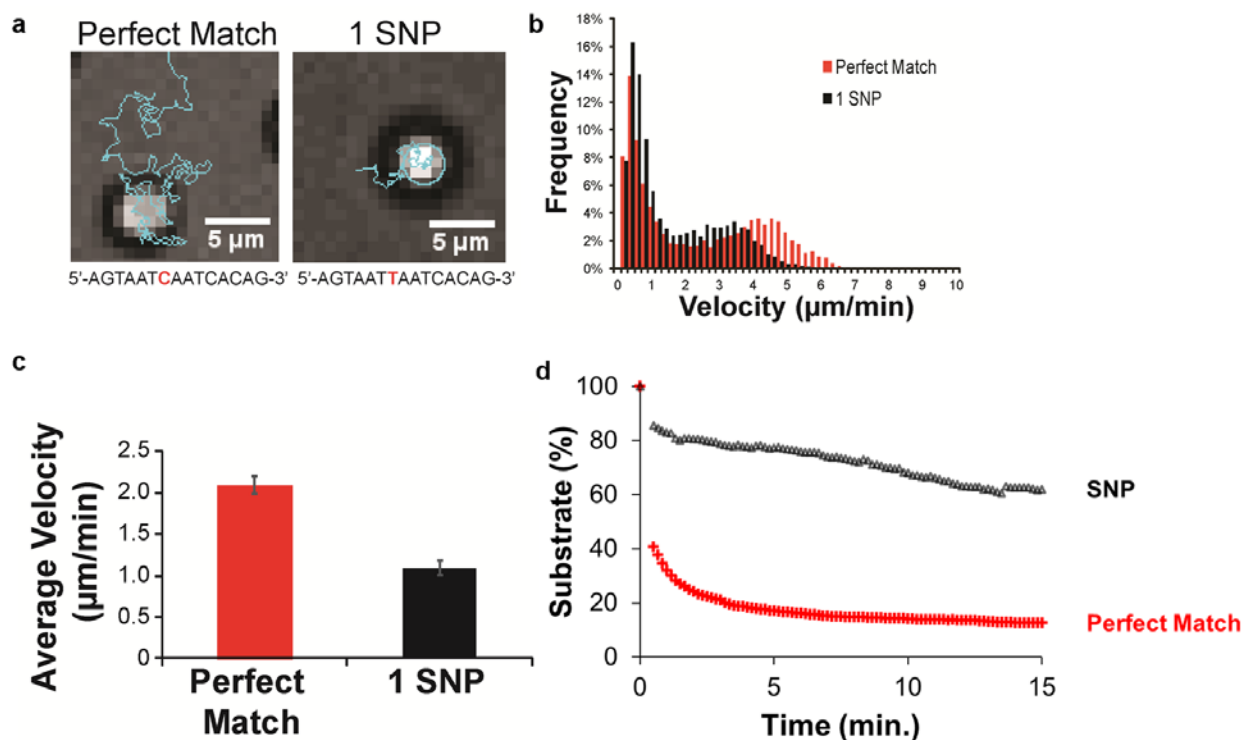 a
Perfect Match
1 SNP
5 µm
5 µm
5'-AGTAATCAATCACAG-3'
5'-AGTAATTAATCACAG-3'
b
18%
16%
14%
12%
10%
8%
6%
4%
2%
0%
Frequency
Perfect Match
1 SNP
0 1 2 3 4 5 6 7 8 9 10
Velocity (µm/min)
c
Average Velocity
(µm/min)
2.5
2.0
1.5
1.0
0.5
0
Perfect
Match
1 SNP
d
Substrate (%)
100
80
60
40
20
0
SNP
Perfect Match
0 5 10 15
Time (min.)